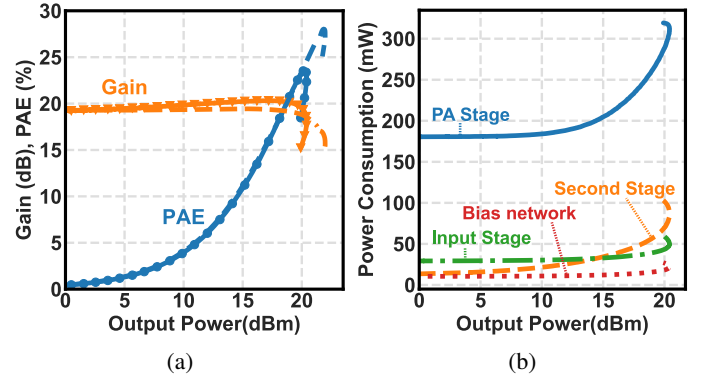 30
25
20
15
10
5
0
Gain (dB), PAE (%)
Gain
PAE
0
5
10
15
20
Output Power(dBm)
(a)
300
250
200
150
100
50
0
Power Consumption (mW)
PA Stage
Second Stage
Bias network
Input Stage
0
5
10
15
20
Output Power(dBm)
(b)